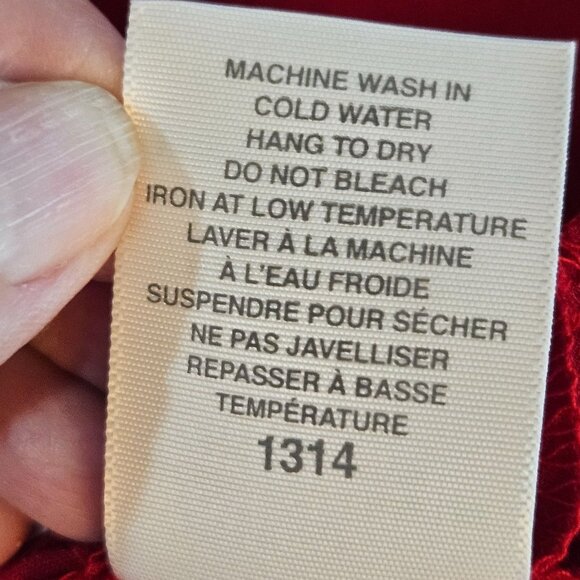 MACHINE WASH IN
COLD WATER
HANG TO DRY
DO NOT BLEACH
IRON AT LOW TEMPERATURE
LAVER À LA MACHINE
À L'EAU FROIDE
SUSPENDRE POUR SÉCHER
NE PAS JAVELLISER
REPASSER À BASSE
TEMPÉRATURE
1314